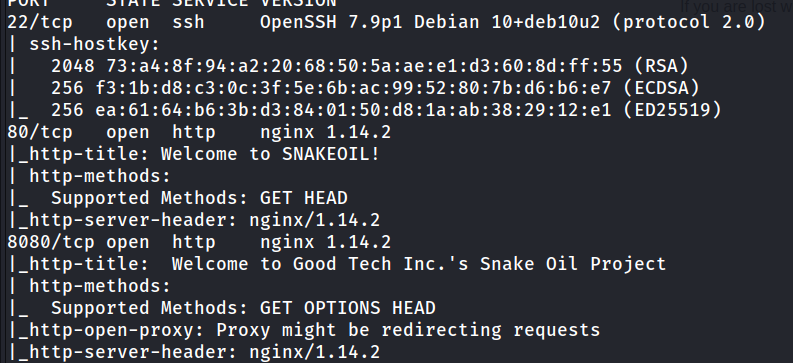 If you are lost w
PORT STATE SERVICE VERSION
22/tcp   open  ssh     OpenSSH 7.9p1 Debian 10+deb10u2 (protocol 2.0)
| ssh-hostkey:
|   2048 73:a4:8f:94:a2:20:68:50:5a:ae:e1:d3:60:8d:ff:55 (RSA)
|   256 f3:1b:d8:c3:0c:3f:5e:6b:ac:99:52:80:7b:d6:b6:e7 (ECDSA)
|_  256 ea:61:64:b6:3b:d3:84:01:50:d8:1a:ab:38:29:12:e1 (ED25519)
80/tcp   open  http    nginx 1.14.2
|_http-title: Welcome to SNAKEOIL!
| http-methods:
|_  Supported Methods: GET HEAD
|_http-server-header: nginx/1.14.2
8080/tcp open  http    nginx 1.14.2
|_http-title:  Welcome to Good Tech Inc.'s Snake Oil Project
| http-methods:
|_  Supported Methods: GET OPTIONS HEAD
|_http-open-proxy: Proxy might be redirecting requests
|_http-server-header: nginx/1.14.2